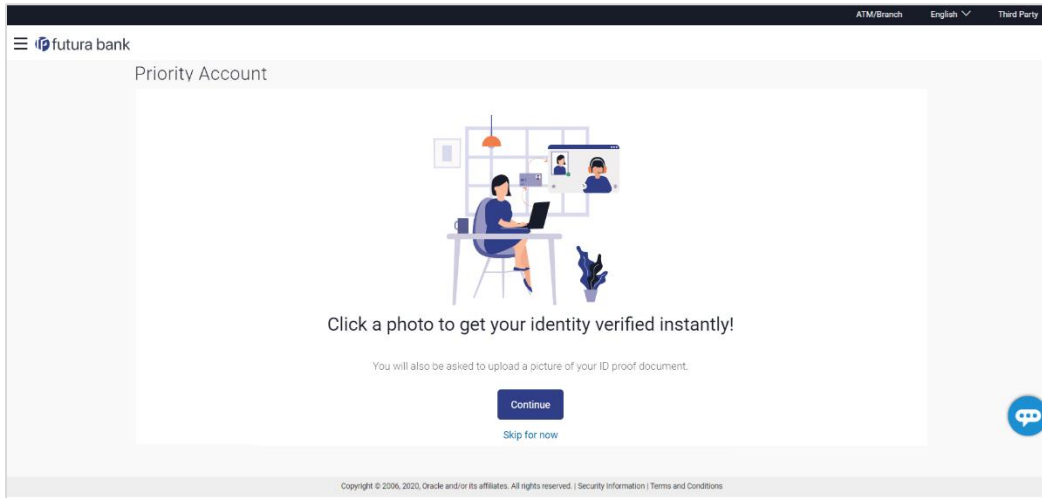 ATM/Branch English Third Party
futura bank
Priority Account
Click a photo to get your identity verified instantly!
You will also be asked to upload a picture of your ID proof document.
Continue
Skip for now
Copyright © 2006, 2020, Oracle and/or its affiliates. All rights reserved. | Security Information | Terms and Conditions